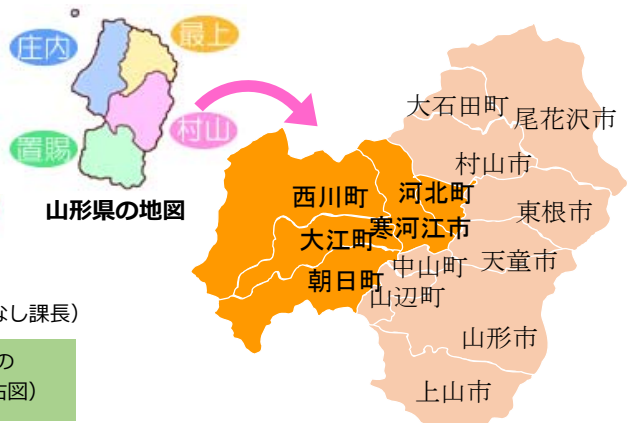 庄内
最上
村山
置賜
山形県の地図
大石田町
尾花沢市
村山市
西川町
河北町
東根市
寒河江市
大江町
中山町
天童市
朝日町
山辺町
山形市
上山市
なし課長）
の
右図）